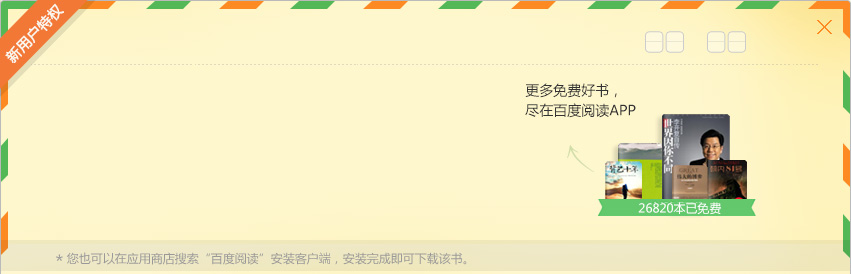 新用户特权
更多免费好书，
尽在百度阅读APP
世界因你不同
26820本已免费
* 您也可以在应用商店搜索“百度阅读”安装客户端，安装完成即可下载该书。